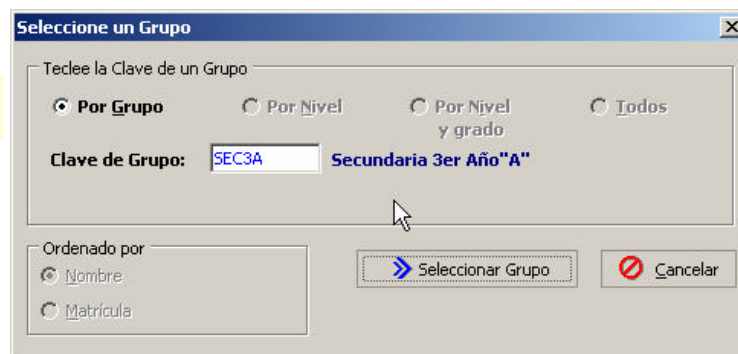 Seleccione un Grupo
Teclee la Clave de un Grupo
Por Grupo Por Nivel Por Nivel y grado Todos
Clave de Grupo: SEC3A Secundaria 3er Año"A"
Ordenado por
Nombre
Matrícula
Seleccionar Grupo Cancelar